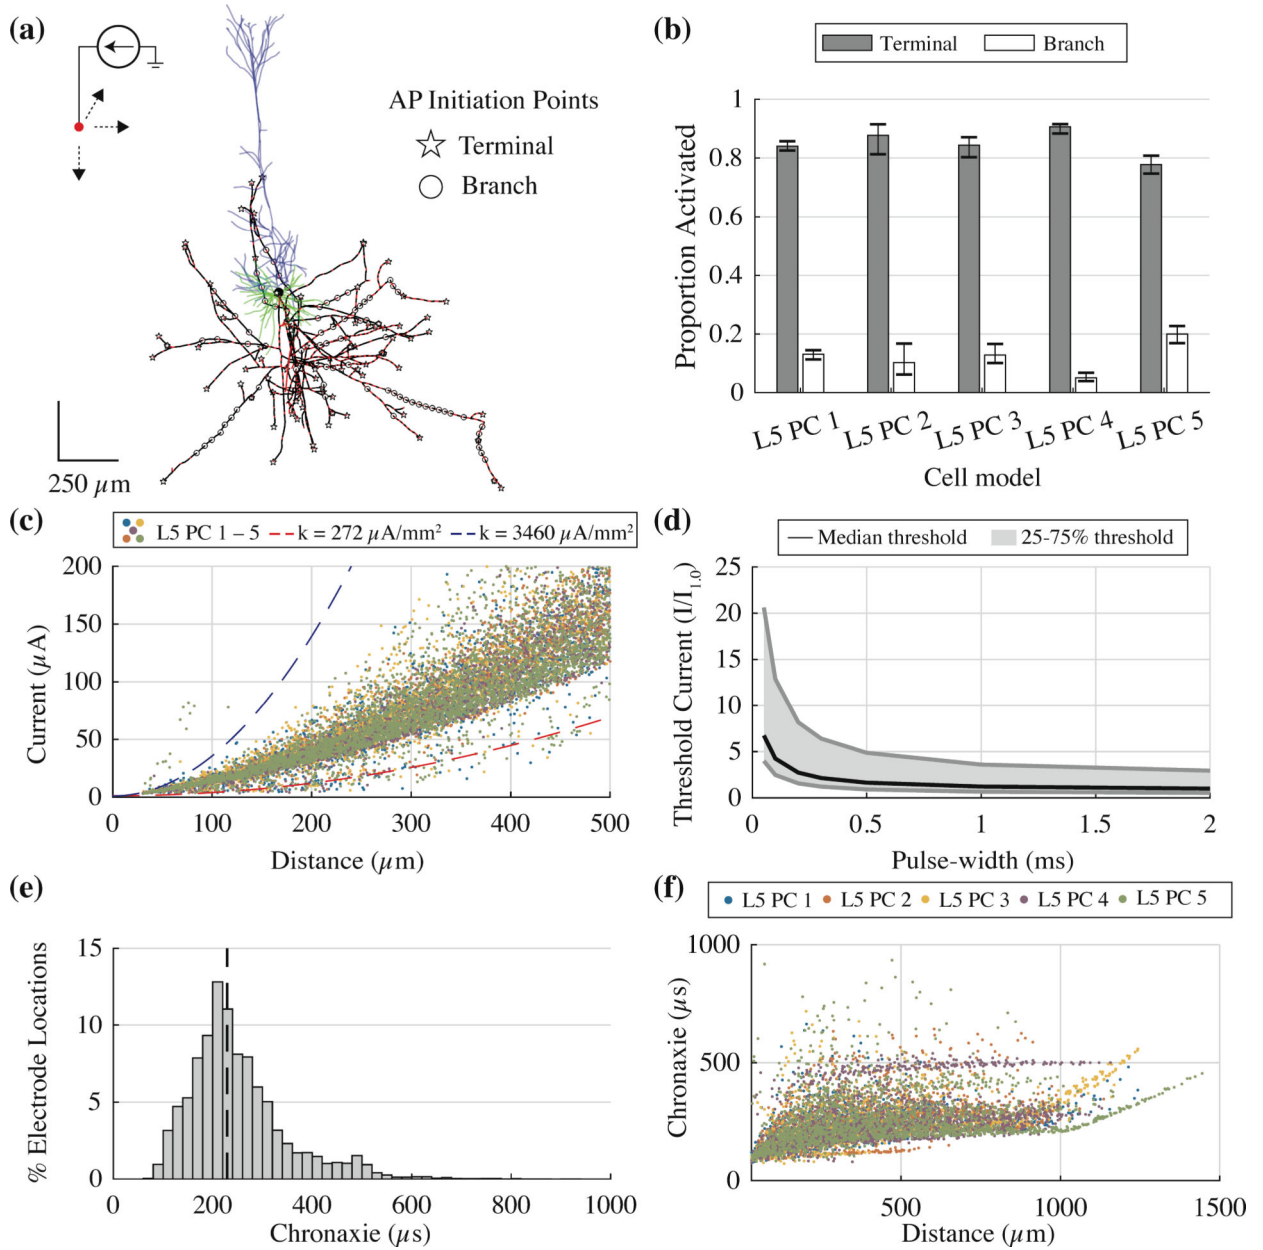 (a)
AP Initiation Points
Terminal
Branch
250 μm
(b)
Terminal Branch
Proportion Activated
1
0.8
0.6
0.4
0.2
0
L5 PC 1 L5 PC 2 L5 PC 3 L5 PC 4 L5 PC 5
Cell model
(c)
L5 PC 1 – 5 k = 272 μA/mm² k = 3460 μA/mm²
Current (μA)
200
150
100
50
0
0 100 200 300 400 500
Distance (μm)
(d)
Median threshold 25-75% threshold
Threshold Current (I/I1.0)
25
20
15
10
5
0
0 0.5 1 1.5 2
Pulse-width (ms)
(e)
% Electrode Locations
15
10
5
0
0 200 400 600 800 1000
Chronaxie (μs)
(f)
L5 PC 1 L5 PC 2 L5 PC 3 L5 PC 4 L5 PC 5
Chronaxie (μs)
1000
500
0
500 1000 1500
Distance (μm)